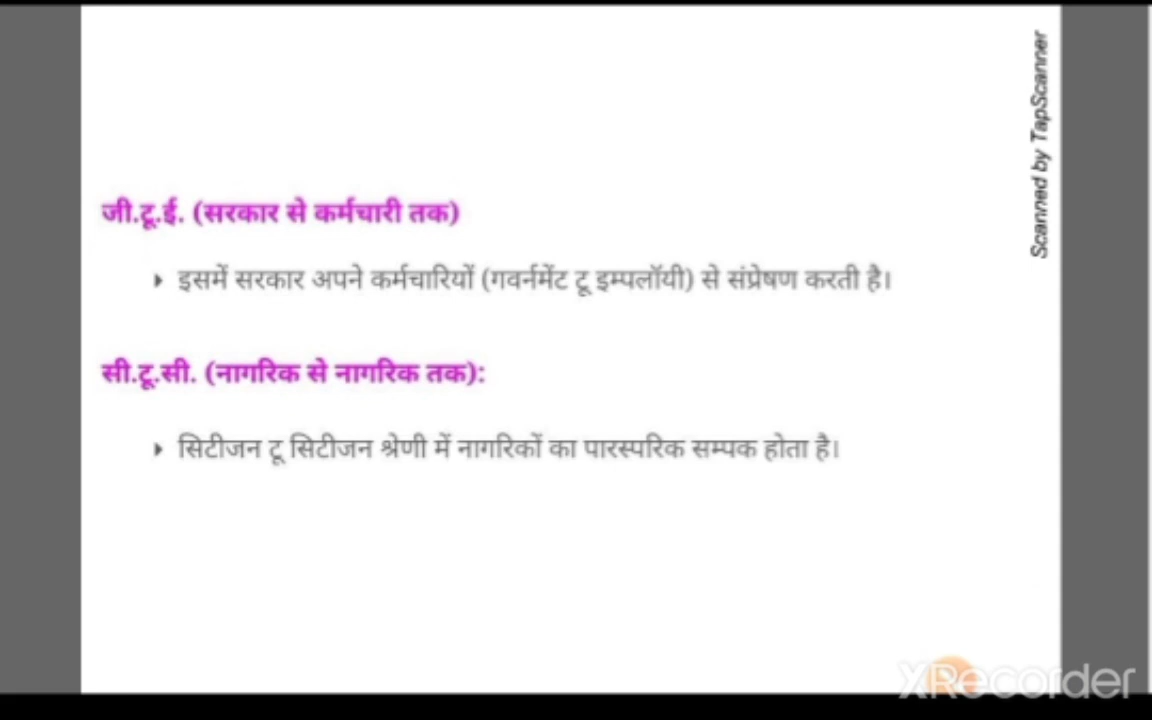 Scanned by TapScanner
जी.टू.ई. (सरकार से कर्मचारी तक)
इसमें सरकार अपने कर्मचारियों (गवर्नमेंट टू इम्पलॉयी) से संप्रेषण करती है।
सी.टू.सी. (नागरिक से नागरिक तक):
सिटीजन टू सिटीजन श्रेणी में नागरिकों का पारस्परिक सम्पक होता है।
XRecorder